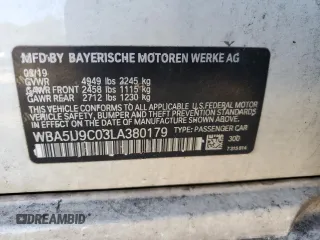 MFD BY BAYERISCHE MOTOREN WERKE AG
08/19
GVWR 4949 lbs 2245 kg
GAWR FRONT 2458 lbs 1115 kg
GAWR REAR 2712 lbs 1230 kg
THIS VEHICLE CONFORMS TO ALL APPLICABLE U.S. FEDERAL
MOTOR VEHICLE SAFETY, BUMPER, AND THEFT PREVENTION
STANDARDS IN EFFECT ON THE DATE OF MANUFACTURE
SHOWN ABOVE.
WBA5U9C03LA380179 TYPE: PASSENGER CAR
300
DREAMBID